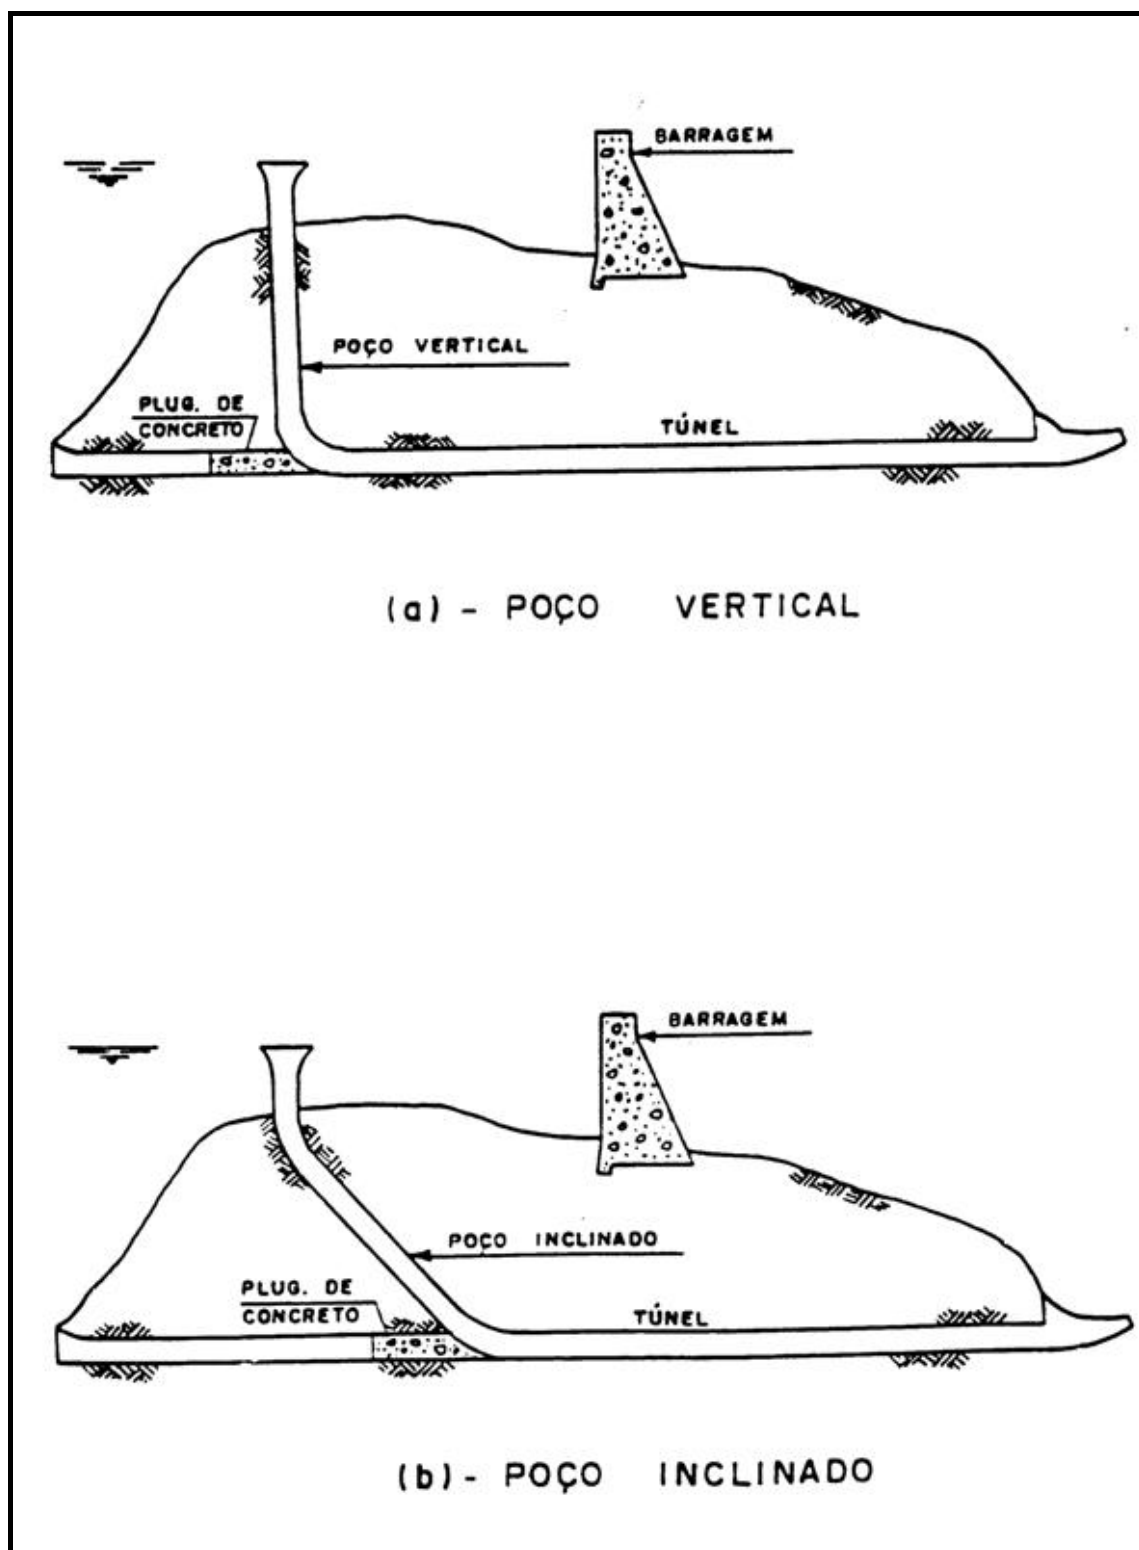 BARRAGEM
POÇO VERTICAL
PLUG. DE
CONCRETO
TÚNEL
(a) - POÇO VERTICAL
BARRAGEM
POÇO INCLINADO
PLUG. DE
CONCRETO
TÚNEL
(b) - POÇO INCLINADO